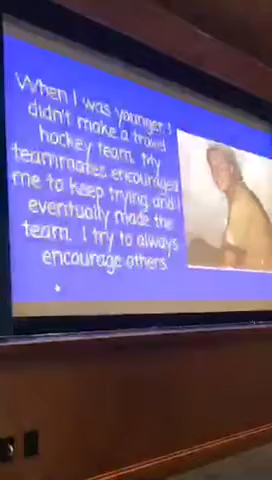 When I was younger, I
didn't make a travel
hockey team. My
teammates encouraged
me to keep trying and I
eventually made the
team. I try to always
encourage others.